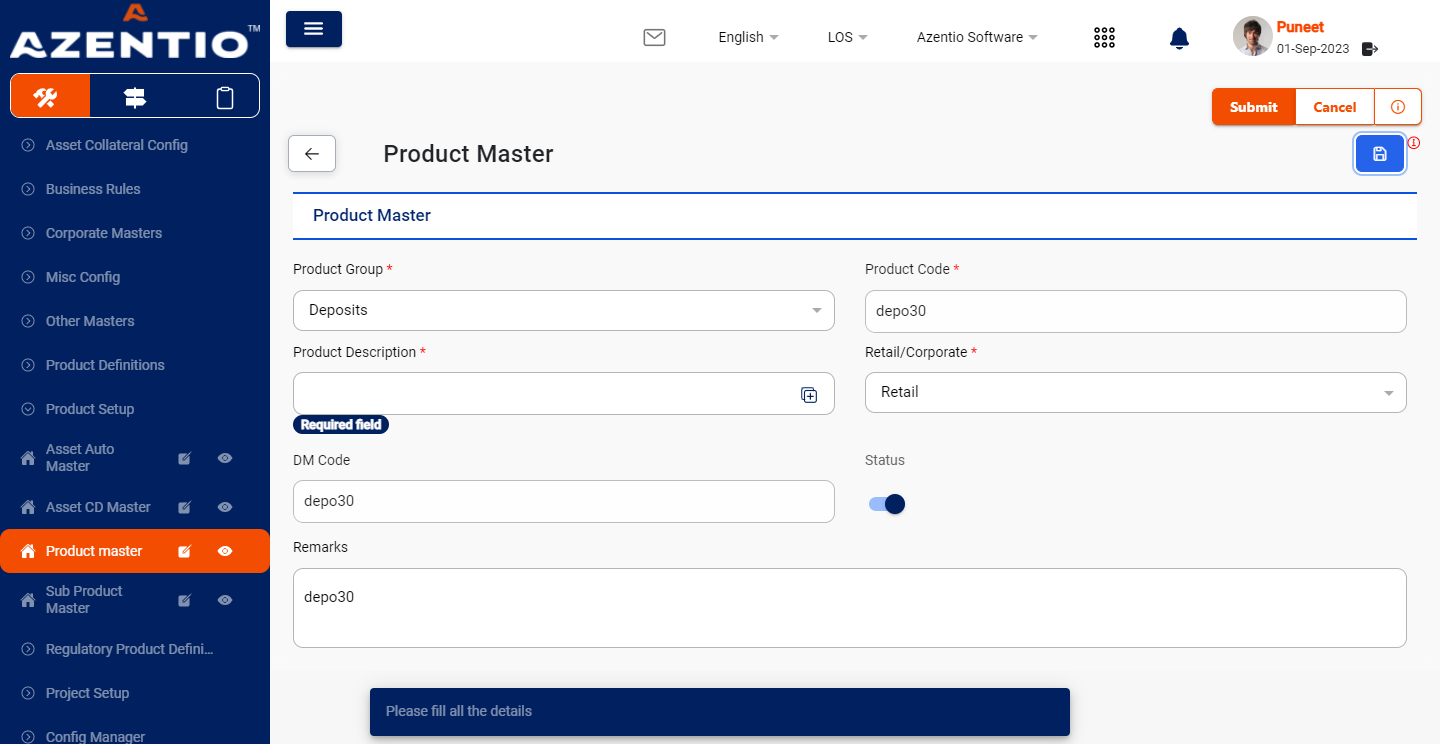 AZENTIO™
English
LOS
Azentio Software
Puneet
01-Sep-2023
Submit
Cancel
Product Master
Product Master
Product Group *
Product Code *
Deposits
depo30
Product Description *
Retail/Corporate *
Retail
Required field
DM Code
Status
depo30
Remarks
depo30
Please fill all the details
Asset Collateral Config
Business Rules
Corporate Masters
Misc Config
Other Masters
Product Definitions
Product Setup
Asset Auto
Master
Asset CD Master
Product master
Sub Product
Master
Regulatory Product Defini...
Project Setup
Config Manager